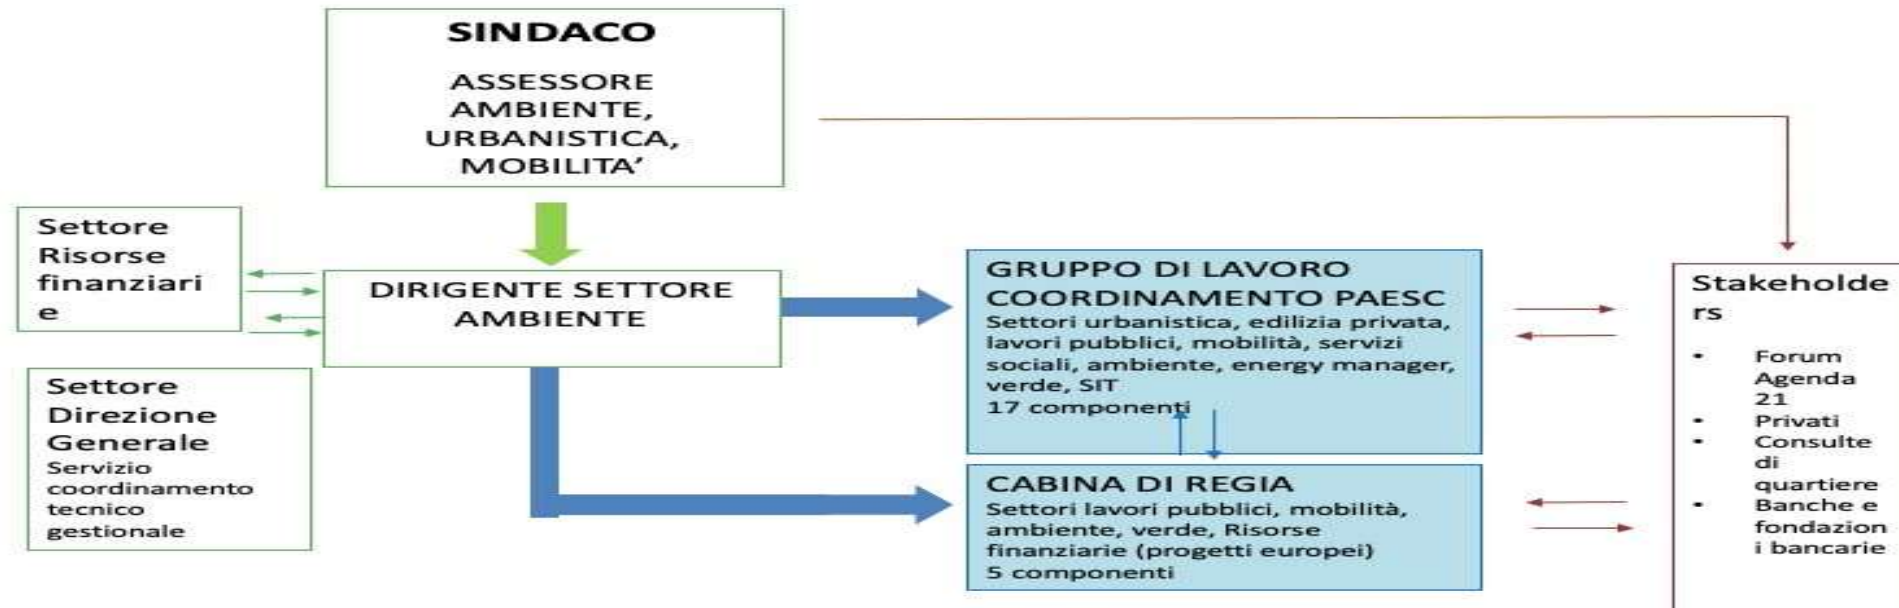 SINDACO
ASSESSORE
AMBIENTE,
URBANISTICA,
MOBILITA’
Settore
Risorse
finanziari
e
DIRIGENTE SETTORE
AMBIENTE
Settore
Direzione
Generale
Servizio
coordinamento
tecnico
gestionale
GRUPPO DI LAVORO
COORDINAMENTO PAESC
Settori urbanistica, edilizia privata,
lavori pubblici, mobilità, servizi
sociali, ambiente, energy manager,
verde, SIT
17 componenti
CABINA DI REGIA
Settori lavori pubblici, mobilità,
ambiente, verde, Risorse
finanziarie (progetti europei)
5 componenti
Stakeholde
rs
• Forum
Agenda
21
• Privati
• Consulte
di
quartiere
• Banche e
fondazion
i bancarie